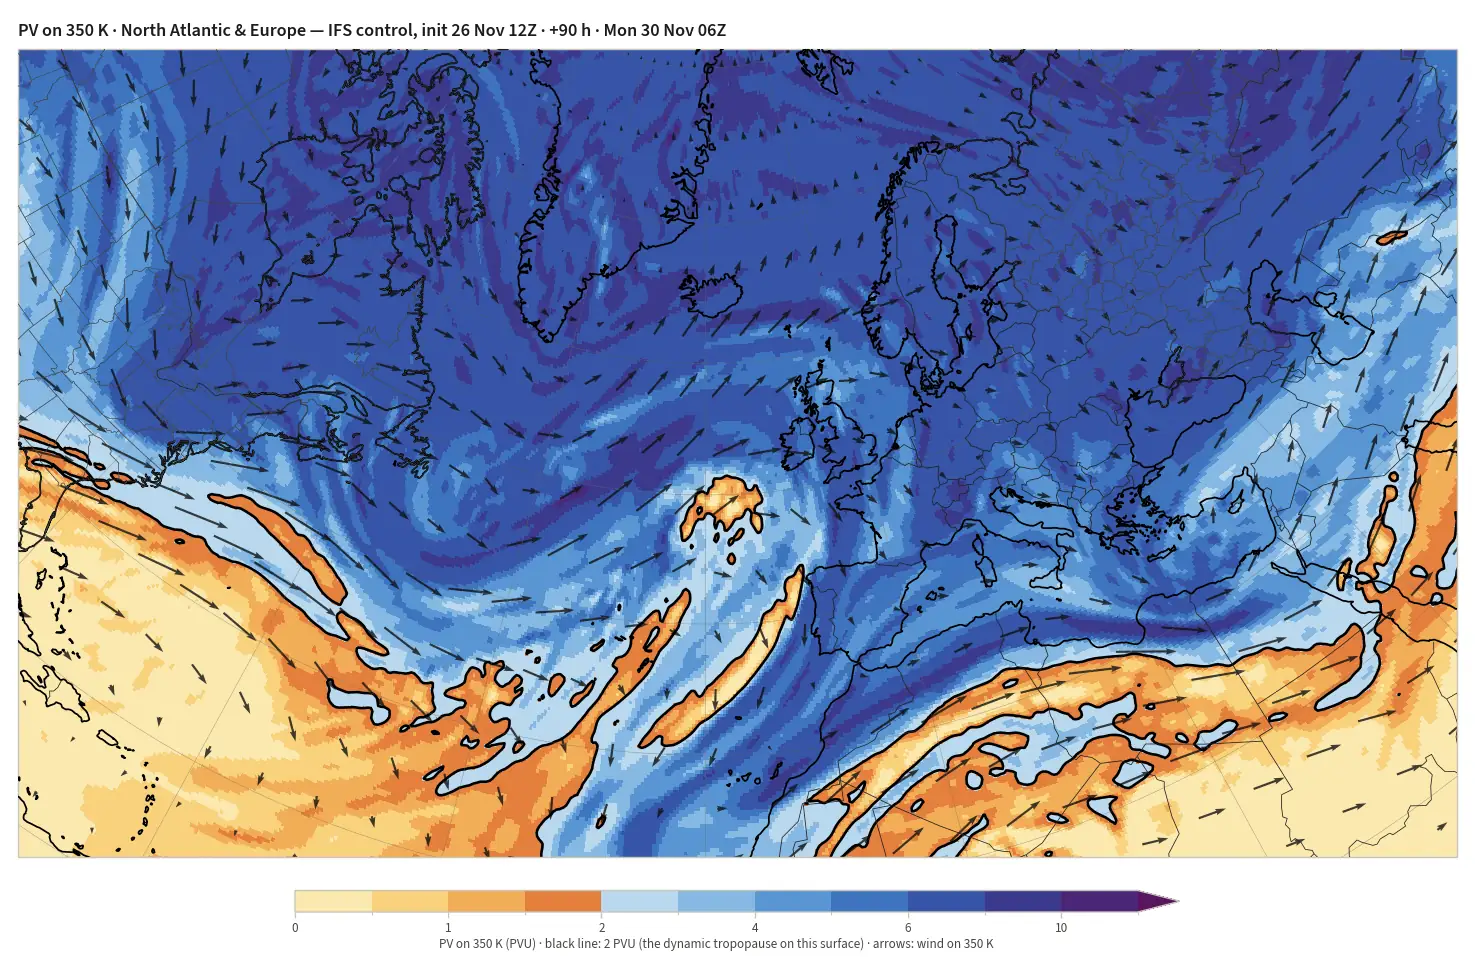 PV on 350 K · North Atlantic & Europe — IFS control, init 26 Nov 12Z · +90 h · Mon 30 Nov 06Z
0 1 2 4 6 10
PV on 350 K (PVU) · black line: 2 PVU (the dynamic tropopause on this surface) · arrows: wind on 350 K